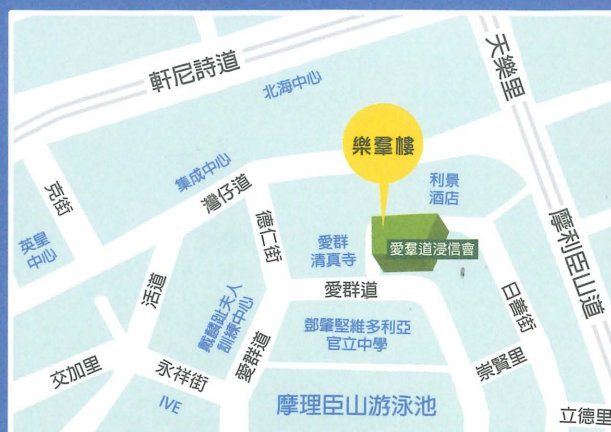 軒尼詩道
北海中心
天樂里
樂羣樓
集成中心
灣仔道
克街
利景
酒店
德仁街
英皇
中心
愛群
清真寺
愛羣道浸信會
摩利臣山道
活道
戴麟趾夫人
訓練中心
愛群道
日善街
鄧肇堅維多利亞
官立中學
愛群道
崇賢里
交加里
永祥街
IVE
摩理臣山游泳池
立德里